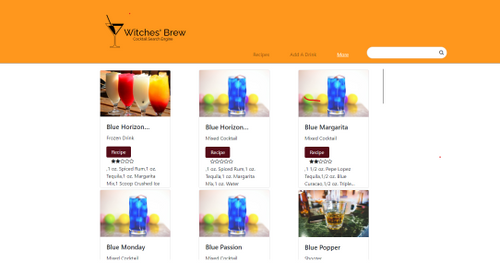 Witches' Brew
Cocktail Search Engine
Recipes
Add A Drink
More
Blue Horizon...
Frozen Drink
Recipe
,1 oz. Spiced Rum,1 oz.
Tequila,1 oz. Margarita
Mix,1 Scoop Crushed Ice
Blue Horizon...
Mixed Cocktail
Recipe
,1 oz. Spiced Rum,1 oz.
Tequila,1 oz. Margarita
Mix,1 oz. Water
Blue Margarita
Mixed Cocktail
Recipe
,1 1/2 oz. Pepe Lopez
Tequila,1/2 oz. Blue
Curacao,1/2 oz. Triple...
Blue Monday
Mixed Cocktail
Blue Passion
Mixed Cocktail
Blue Popper
Shooter